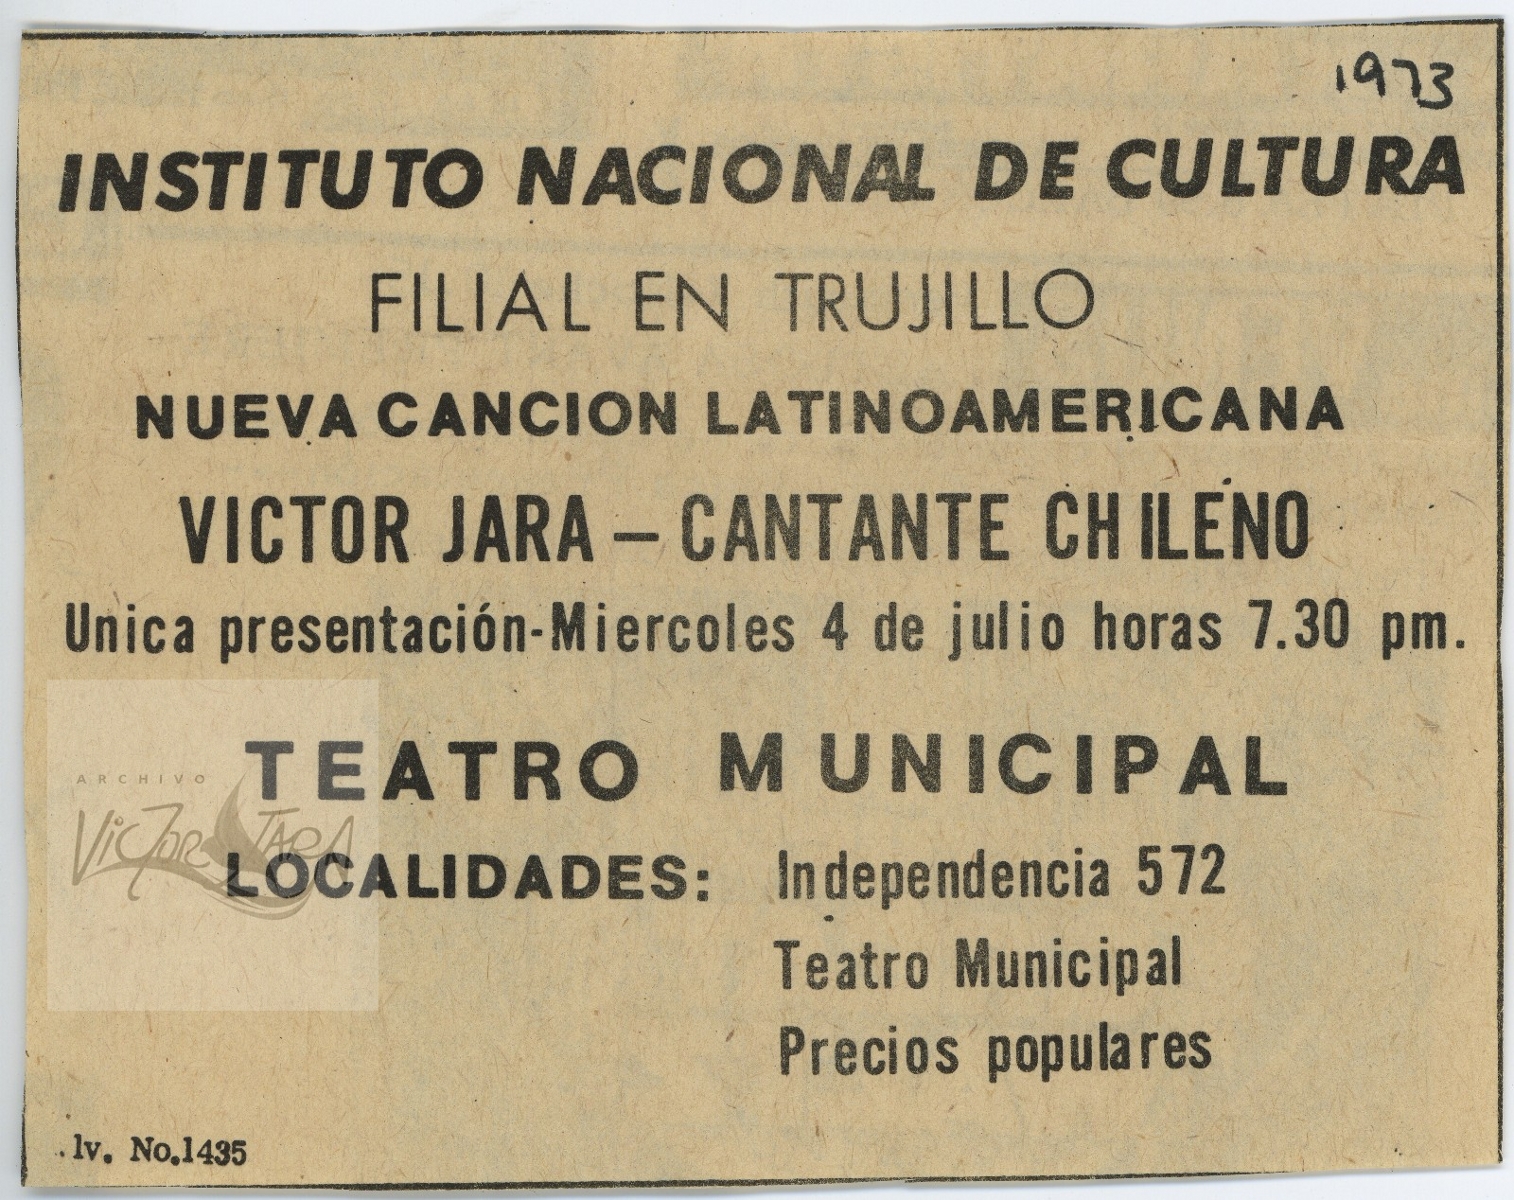 1973
INSTITUTO NACIONAL DE CULTURA
FILIAL EN TRUJILLO
NUEVA CANCION LATINOAMERICANA
VICTOR JARA – CANTANTE CHILENO
Unica presentación-Miercoles 4 de julio horas 7.30 pm.
TEATRO MUNICIPAL
ARCHIVO
VICTOR JARA
LOCALIDADES: Independencia 572
Teatro Municipal
Precios populares
.lv. No.1435